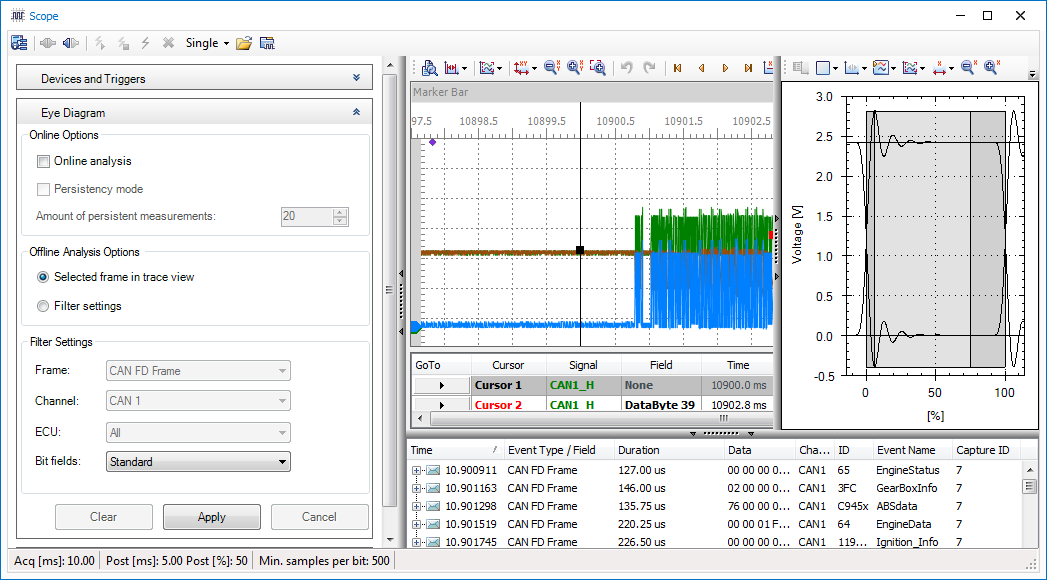 Scope
Single
Devices and Triggers
Eye Diagram
Online Options
Online analysis
Persistency mode
Amount of persistent measurements: 20
Offline Analysis Options
Selected frame in trace view
Filter settings
Filter Settings
Frame: CAN FD Frame
Channel: CAN 1
ECU: All
Bit fields: Standard
Clear Apply Cancel
Marker Bar
97.5 10898.5 10899.5 10900.5 10901.5 10902.5
GoTo Cursor Signal Field Time
Cursor 1 CAN1_H None 10900.0 ms
Cursor 2 CAN1_H DataByte 39 10902.8 ms
3.0
2.5
2.0
1.5
1.0
0.5
0.0
-0.5
Voltage [V]
0 50 100
[%]
Time / Event Type / Field Duration Data Cha... ID Event Name Capture ID
10.900911 CAN FD Frame 127.00 us 00 00 00 0... CAN1 65 EngineStatus 7
10.901163 CAN FD Frame 146.00 us 02 00 00 0... CAN1 3FC GearBoxInfo 7
10.901298 CAN FD Frame 135.75 us 76 00 00 0... CAN1 C945x ABSdata 7
10.901519 CAN FD Frame 220.25 us 00 00 01 F... CAN1 64 EngineData 7
10.901745 CAN FD Frame 226.50 us 00 00 00 0... CAN1 119... Ignition_Info 7
Acq [ms]: 10.00 Post [ms]: 5.00 Post [%]: 50 Min. samples per bit: 500